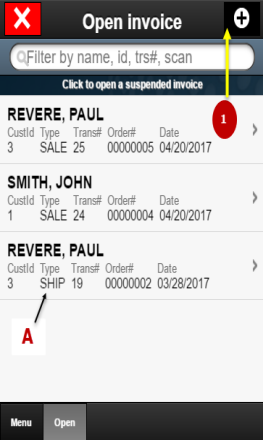 Open invoice
Filter by name, id, trs#, scan
Click to open a suspended invoice
1
REVERE, PAUL
CustId Type Trans# Order# Date
3 SALE 25 00000005 04/20/2017
SMITH, JOHN
CustId Type Trans# Order# Date
1 SALE 24 00000004 04/20/2017
REVERE, PAUL
CustId Type Trans# Order# Date
3 SHIP 19 00000002 03/28/2017
A
Menu Open